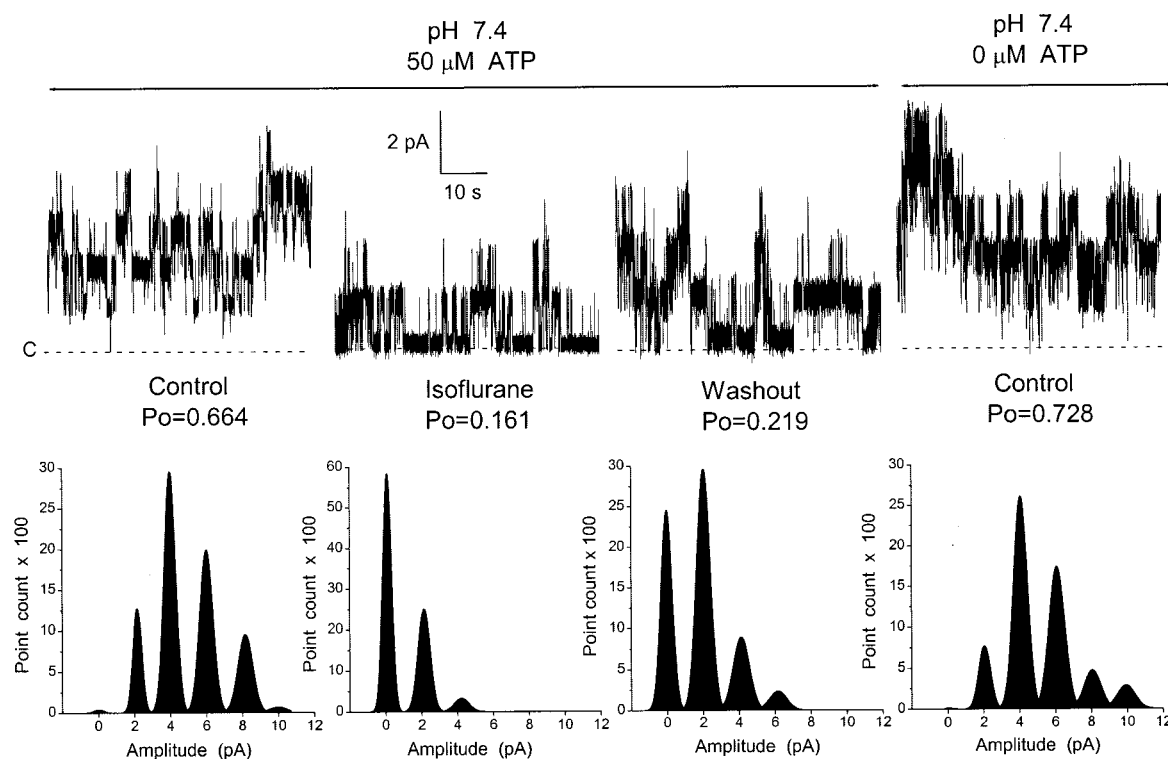 pH 7.4
50 μM ATP
pH 7.4
0 μM ATP
2 pA
10 s
C
Control
Po=0.664
Isoflurane
Po=0.161
Washout
Po=0.219
Control
Po=0.728
Point count x 100
30
25
20
15
10
5
0
0 2 4 6 8 10 12
Amplitude (pA)
Point count x 100
60
50
40
30
20
10
0
0 2 4 6 8 10 12
Amplitude (pA)
Point count x 100
30
25
20
15
10
5
0
0 2 4 6 8 10 12
Amplitude (pA)
Point count x 100
30
25
20
15
10
5
0
0 2 4 6 8 10 12
Amplitude (pA)